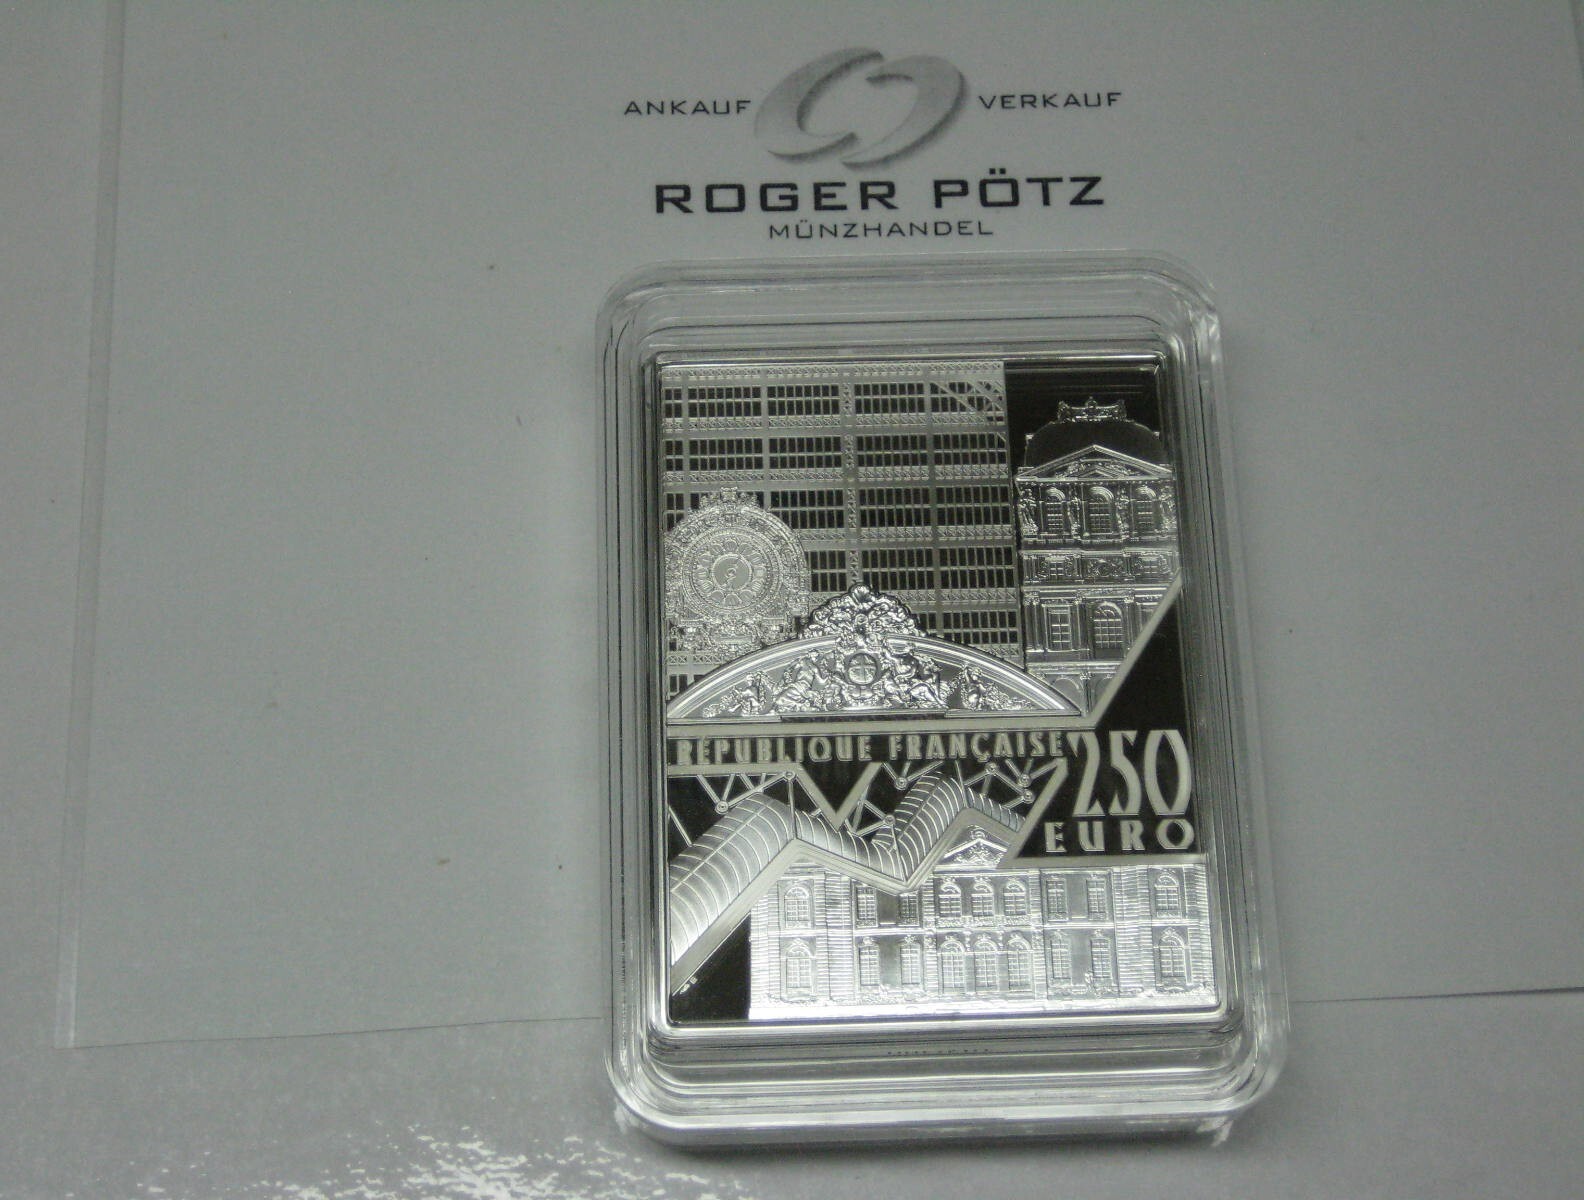 ANKAUF VERKAUF
ROGER PÖTZ
MÜNZHANDEL
RÉPUBLIQUE FRANÇAISE 250
EURO